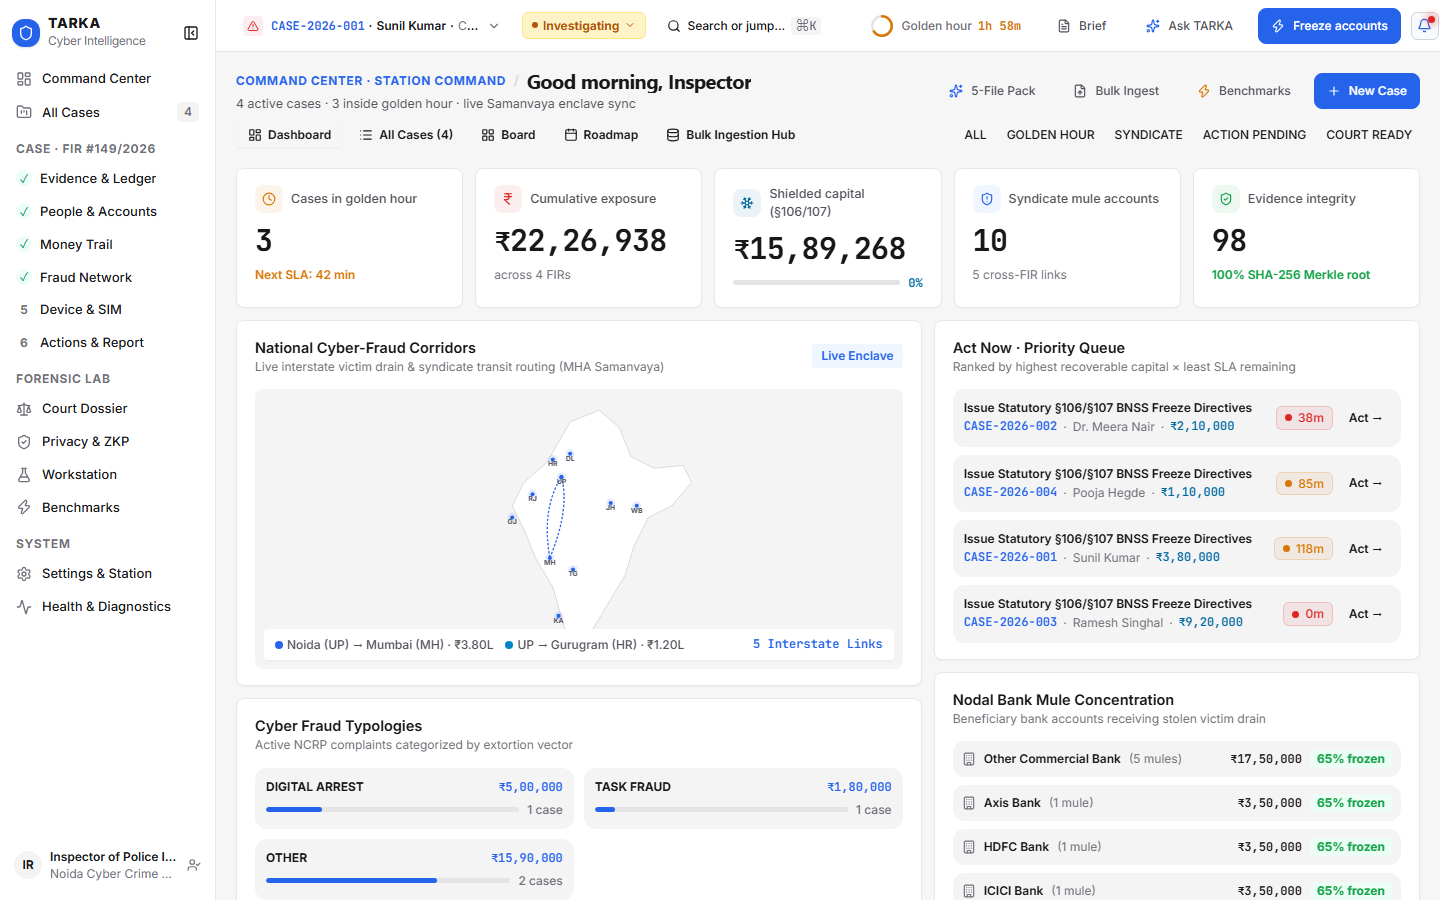 TARKA
Cyber Intelligence
Command Center
All Cases 4
CASE · FIR #149/2026
Evidence & Ledger
People & Accounts
Money Trail
Fraud Network
5 Device & SIM
6 Actions & Report
FORENSIC LAB
Court Dossier
Privacy & ZKP
Workstation
Benchmarks
SYSTEM
Settings & Station
Health & Diagnostics
IR Inspector of Police I...
Noida Cyber Crime ...
CASE-2026-001 · Sunil Kumar · C...
Investigating
Search or jump... ⌘K
Golden hour 1h 58m
Brief
Ask TARKA
Freeze accounts
COMMAND CENTER · STATION COMMAND / Good morning, Inspector
4 active cases · 3 inside golden hour · live Samanvaya enclave sync
5-File Pack
Bulk Ingest
Benchmarks
New Case
Dashboard
All Cases (4)
Board
Roadmap
Bulk Ingestion Hub
ALL GOLDEN HOUR SYNDICATE ACTION PENDING COURT READY
Cases in golden hour
3
Next SLA: 42 min
Cumulative exposure
₹22,26,938
across 4 FIRs
Shielded capital
(§106/107)
₹15,89,268
0%
Syndicate mule accounts
10
5 cross-FIR links
Evidence integrity
98
100% SHA-256 Merkle root
National Cyber-Fraud Corridors
Live interstate victim drain & syndicate transit routing (MHA Samanvaya)
Live Enclave
HR DL
UP
RJ
JH WB
GJ
MH
TG
KA
Noida (UP) → Mumbai (MH) · ₹3.80L UP → Gurugram (HR) · ₹1.20L 5 Interstate Links
Act Now · Priority Queue
Ranked by highest recoverable capital × least SLA remaining
Issue Statutory §106/§107 BNSS Freeze Directives
CASE-2026-002 · Dr. Meera Nair · ₹2,10,000
38m Act →
Issue Statutory §106/§107 BNSS Freeze Directives
CASE-2026-004 · Pooja Hegde · ₹1,10,000
85m Act →
Issue Statutory §106/§107 BNSS Freeze Directives
CASE-2026-001 · Sunil Kumar · ₹3,80,000
118m Act →
Issue Statutory §106/§107 BNSS Freeze Directives
CASE-2026-003 · Ramesh Singhal · ₹9,20,000
0m Act →
Cyber Fraud Typologies
Active NCRP complaints categorized by extortion vector
DIGITAL ARREST ₹5,00,000
1 case
TASK FRAUD ₹1,80,000
1 case
OTHER ₹15,90,000
2 cases
Nodal Bank Mule Concentration
Beneficiary bank accounts receiving stolen victim drain
Other Commercial Bank (5 mules) ₹17,50,000 65% frozen
Axis Bank (1 mule) ₹3,50,000 65% frozen
HDFC Bank (1 mule) ₹3,50,000 65% frozen
ICICI Bank (1 mule) ₹3,50,000 65% frozen